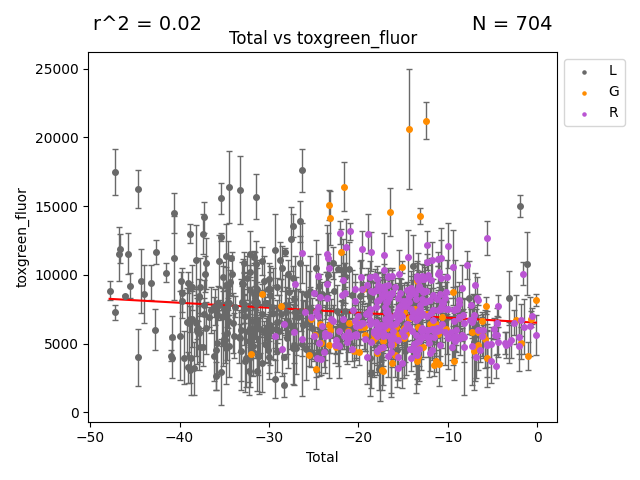 r^2 = 0.02
N = 704
Total vs toxgreen_fluor
25000
20000
15000
10000
5000
0
toxgreen_fluor
−50
−40
−30
−20
−10
0
Total
L
G
R